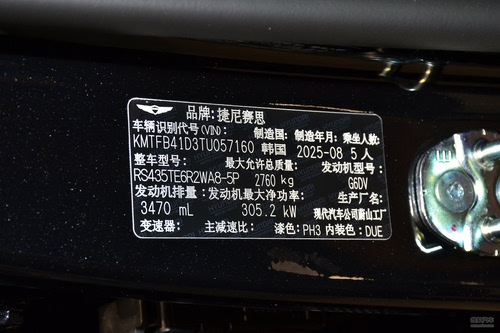 品牌:捷尼赛思
车辆识别代号(VIN): 制造国: 制造年月: 乘坐人数:
KMTFB41D3TU057160 韩国 2025-08 5 人
整车型号: 最大允许总质量: 发动机型号:
RS435TE6R2WA8-5P 2760 kg G6DV
发动机排量: 发动机最大净功率: 生产厂名:
3470 mL 305.2 kW 现代汽车公司蔚山工厂
变速器: 主减速比: 漆色: PH3 内装色: DUE